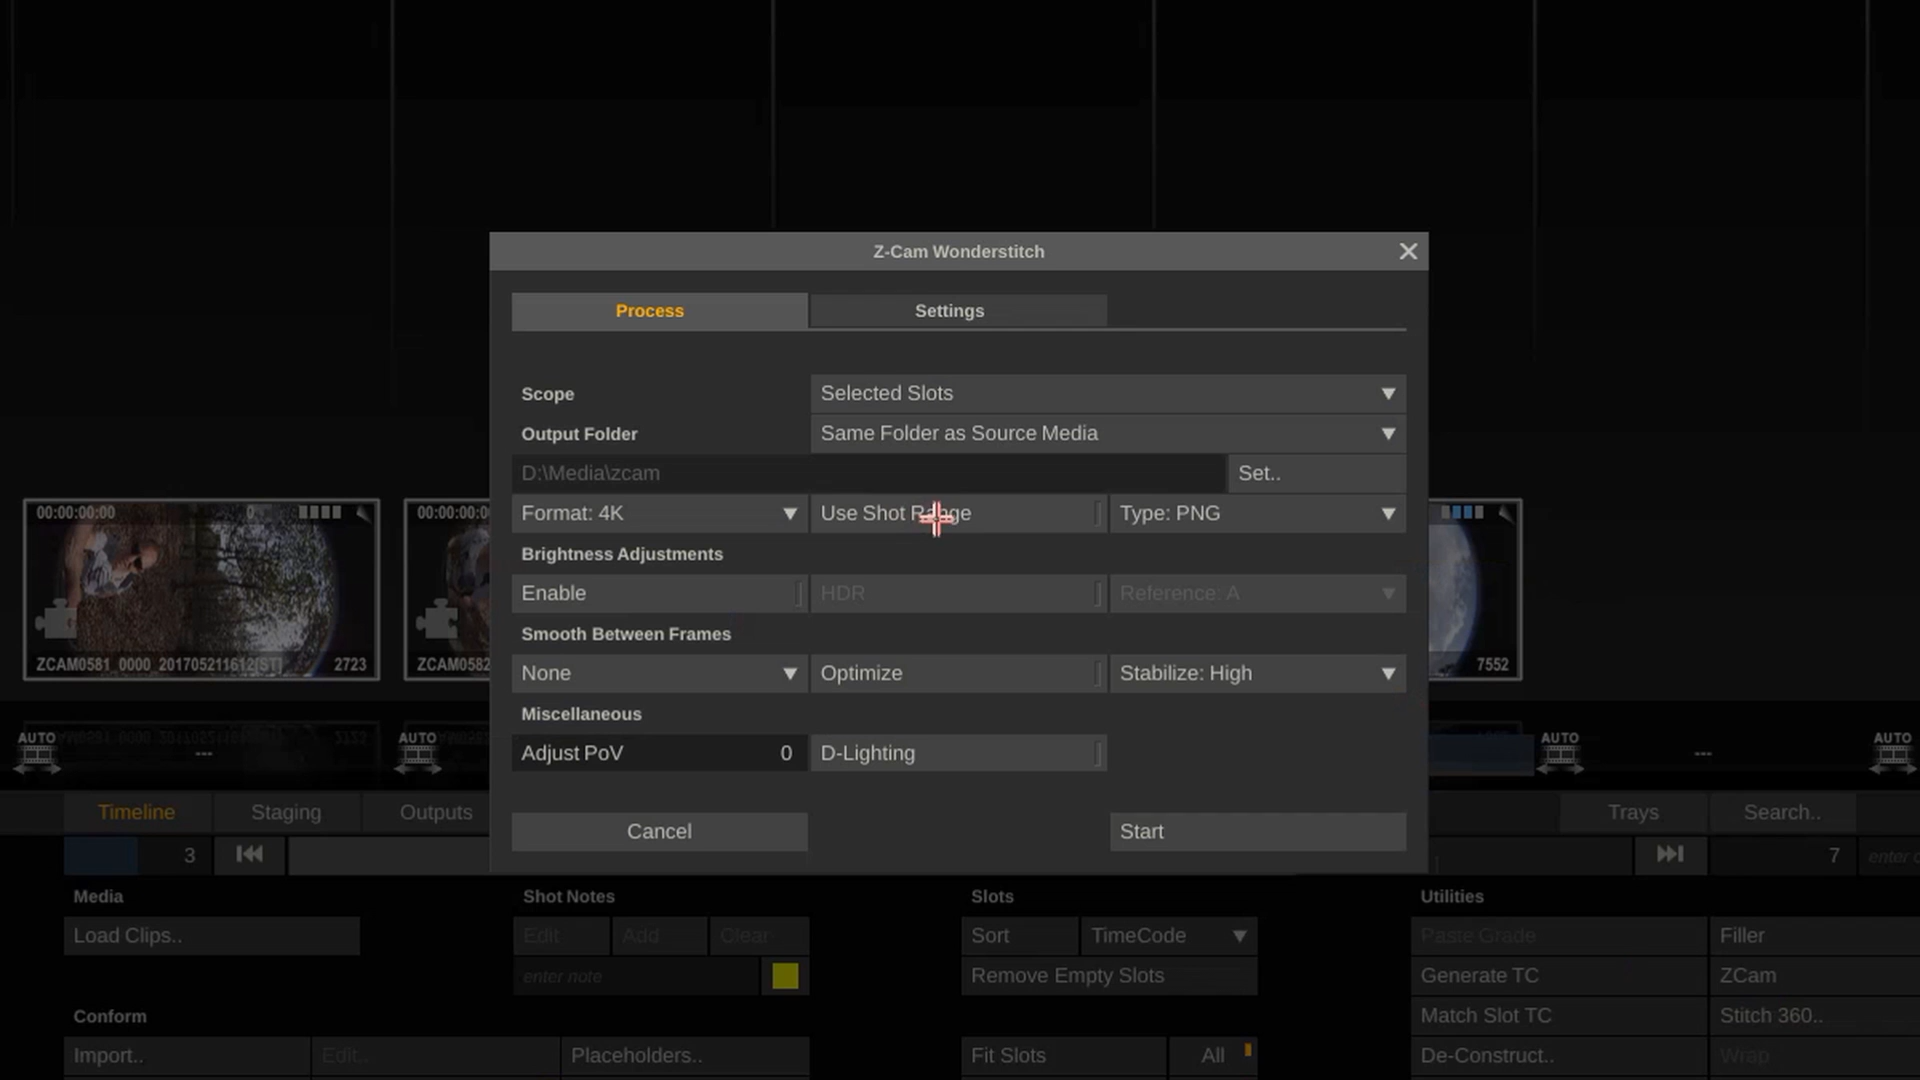 Z-Cam Wonderstitch
Process Settings
Scope Selected Slots
Output Folder Same Folder as Source Media
D:\Media\zcam Set..
Format: 4K Use Shot Range Type: PNG
Brightness Adjustments
Enable HDR Reference: A
Smooth Between Frames
None Optimize Stabilize: High
Miscellaneous
Adjust PoV 0 D-Lighting
Cancel Start
00:00:00:00 0 00:00:0
ZCAM0581_0000_201705211612[ST] 2723 ZCAM0582 7552
AUTO --- AUTO AUTO --- AUTO
Timeline Staging Outputs Trays Search..
3 7
Media Shot Notes Slots Utilities
Load Clips.. Edit Add Clear Sort TimeCode Paste Grade Filler
enter note Remove Empty Slots Generate TC ZCam
Conform Match Slot TC Stitch 360..
Import.. Edit.. Placeholders.. Fit Slots All De-Construct.. Wrap